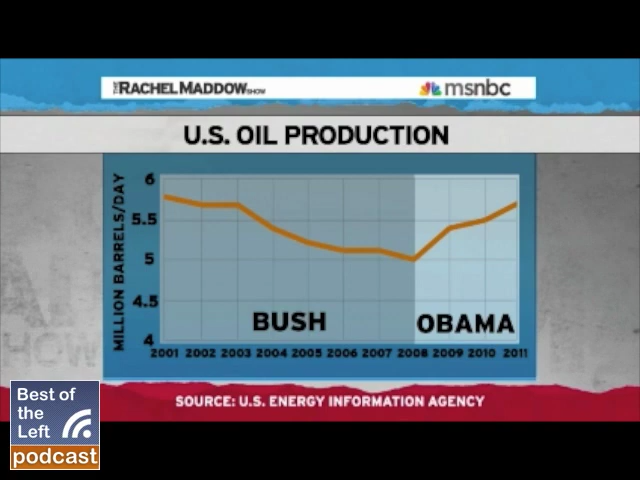 THE RACHEL MADDOW SHOW
msnbc
U.S. OIL PRODUCTION
MILLION BARRELS/DAY
6
5.5
5
4.5
4
BUSH
OBAMA
2001 2002 2003 2004 2005 2006 2007 2008 2009 2010 2011
SOURCE: U.S. ENERGY INFORMATION AGENCY
Best of
the
Left
podcast